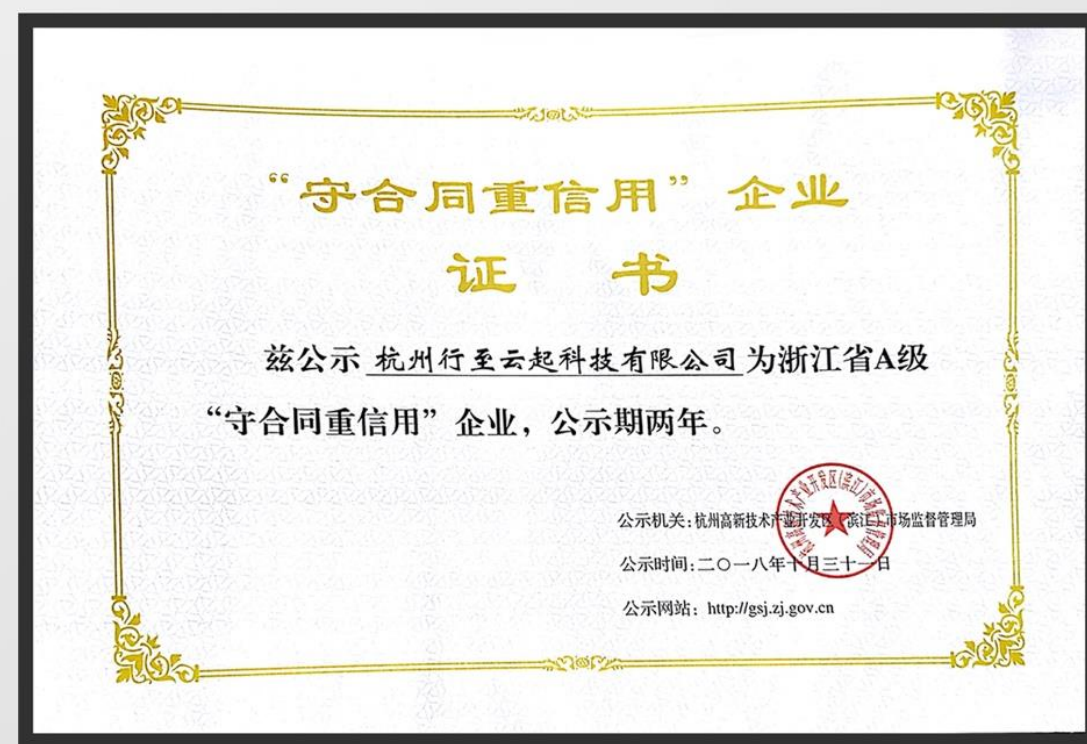 “守合同重信用”企业
证 书
兹公示 杭州行至云起科技有限公司 为浙江省A级
“守合同重信用”企业，公示期两年。
公示机关：杭州高新技术产业开发区（滨江）市场监督管理局
公示时间：二〇一八年十月三十一日
公示网站：http://gsj.zj.gov.cn